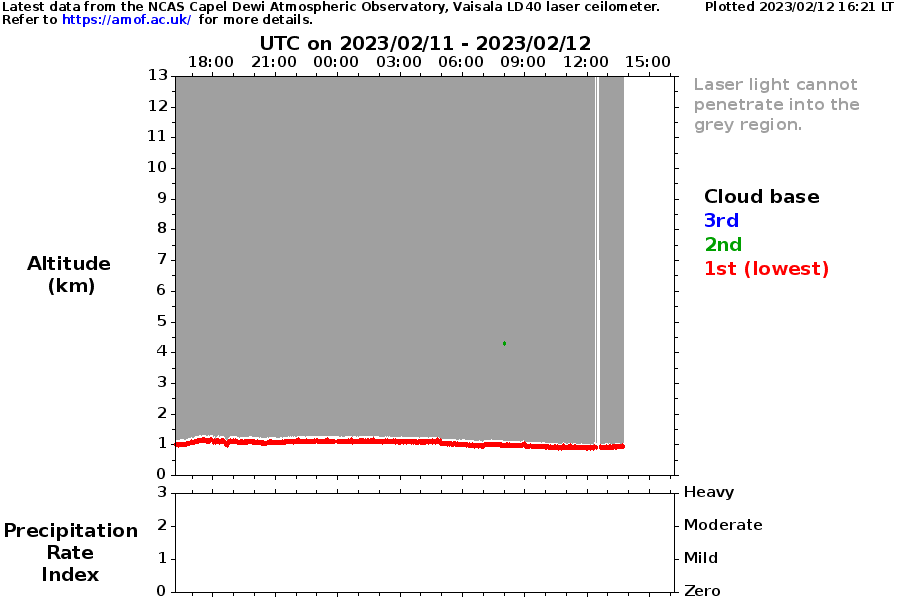 Latest data from the NCAS Capel Dewi Atmospheric Observatory, Vaisala LD40 laser ceilometer. Plotted 2023/02/12 16:21 LT
Refer to https://amof.ac.uk/ for more details.
UTC on 2023/02/11 - 2023/02/12
18:00 21:00 00:00 03:00 06:00 09:00 12:00 15:00
13
12
11
10
9
8
7
6
5
4
3
2
1
0
Altitude
(km)
Laser light cannot
penetrate into the
grey region.
Cloud base
3rd
2nd
1st (lowest)
Precipitation
Rate
Index
3 Heavy
2 Moderate
1 Mild
0 Zero